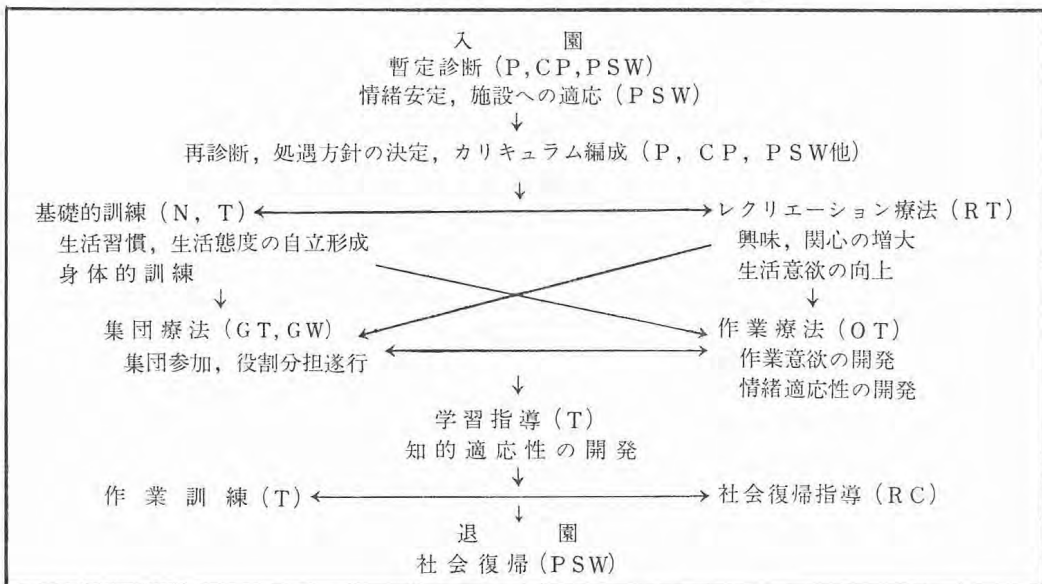 入園
暫定診断(P,CP,PSW)
情緒安定,施設への適応(PSW)
↓
再診断,処遇方針の決定,カリキュラム編成(P,CP,PSW他)
↓
基礎的訓練(N,T)
レクリエーション療法(RT)
生活習慣,生活態度の自立形成
興味,関心の増大
身体的訓練
生活意欲の向上
↓ ↓
集団療法(GT,GW)
作業療法(OT)
集団参加,役割分担遂行
作業意欲の開発
情緒適応性の開発
↓
学習指導(T)
知的適応性の開発
↓
作業訓練(T)
社会復帰指導(RC)
↓
退園
社会復帰(PSW)